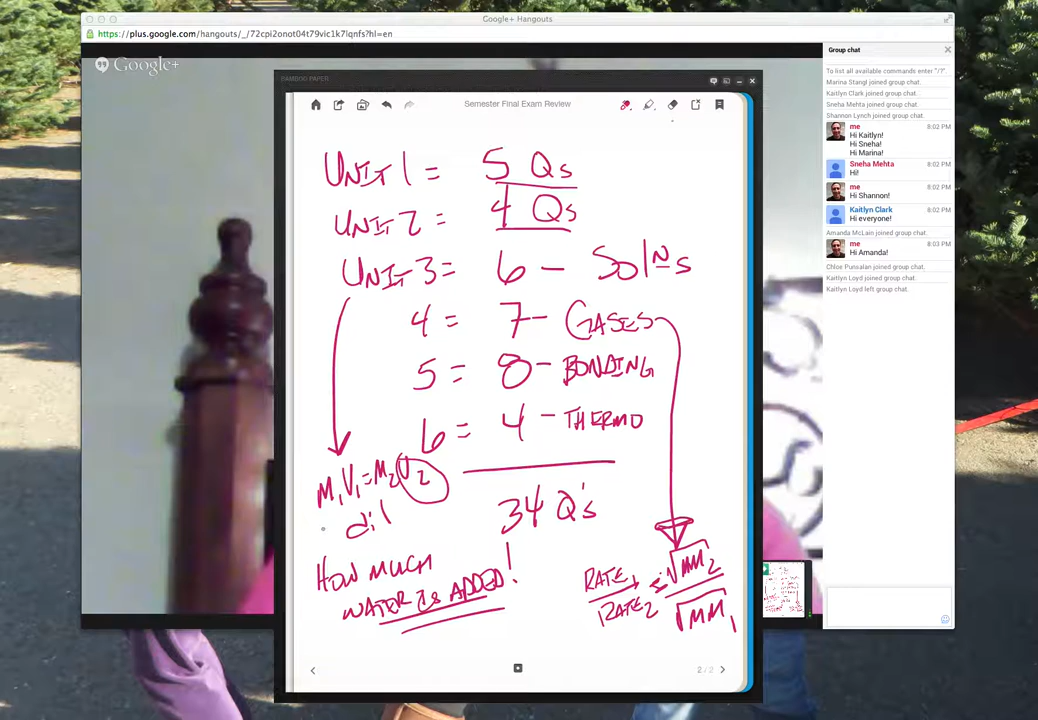 Google+ Hangouts
https://plus.google.com/hangouts/_/72cpi2onot04t79vic1k7lqnfs?hl=en
Google+
BAMBOO PAPER
Semester Final Exam Review
UNIT 1 = 5 Qs
UNIT 2 = 4 Qs
UNIT 3 = 6 - Solns
4 = 7 - GASES
5 = 8 - BONDING
6 = 4 - THERMO
34 Q's
M1V1 = M2V2
dil
HOW MUCH
WATER IS ADDED!
RATE1 = √MM2
RATE2 √MM1
2 / 2
Group chat
To list all available commands enter "/?".
Marina Stangl joined group chat.
Kaitlyn Clark joined group chat.
Sneha Mehta joined group chat.
Shannon Lynch joined group chat.
me 8:02 PM
Hi Kaitlyn!
Hi Sneha!
Hi Marina!
Sneha Mehta 8:02 PM
Hi!
me 8:02 PM
Hi Shannon!
Kaitlyn Clark 8:02 PM
Hi everyone!
Amanda McLain joined group chat.
me 8:03 PM
Hi Amanda!
Chloe Punsalan joined group chat.
Kaitlyn Loyd joined group chat.
Kaitlyn Loyd left group chat.